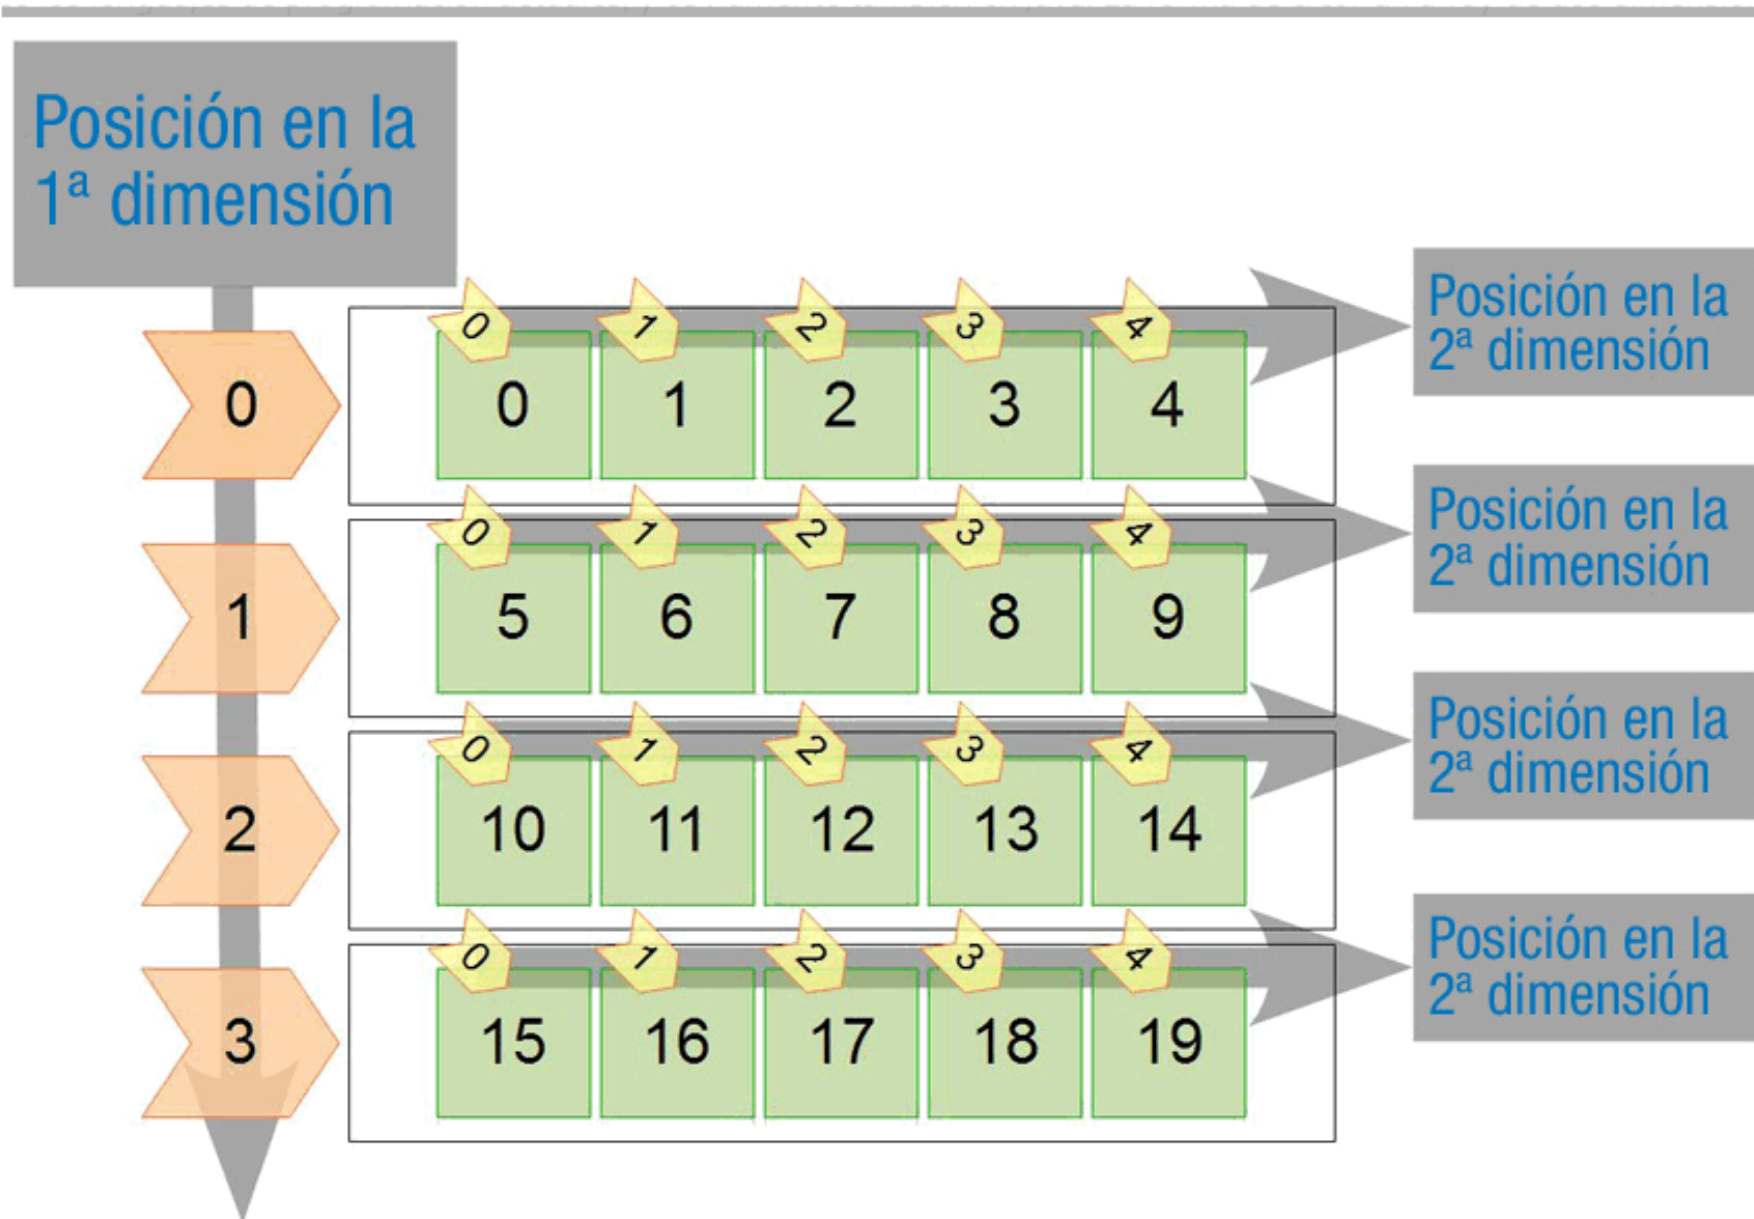 Posición en la
1ª dimensión
Posición en la
2ª dimensión
0 1 2 3 4
0 0 1 2 3 4
Posición en la
2ª dimensión
0 1 2 3 4
1 5 6 7 8 9
Posición en la
2ª dimensión
0 1 2 3 4
2 10 11 12 13 14
Posición en la
2ª dimensión
0 1 2 3 4
3 15 16 17 18 19